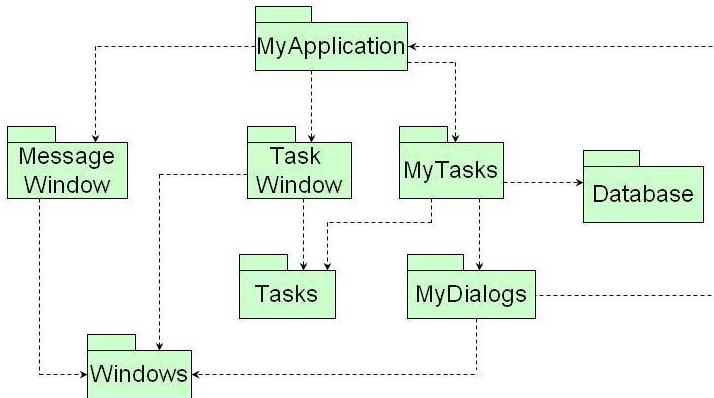 MyApplication
Message
Window
Task
Window
MyTasks
Database
Tasks
MyDialogs
Windows